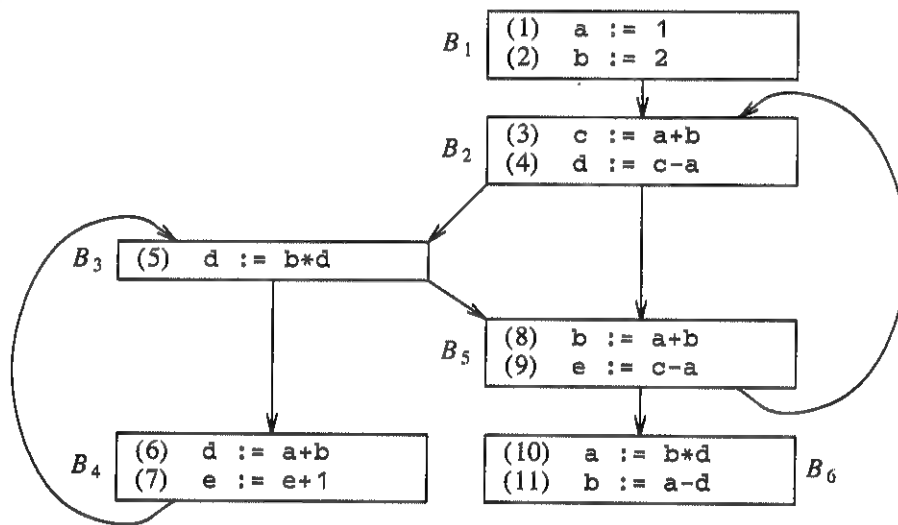 B1
(1) a := 1
(2) b := 2
B2
(3) c := a+b
(4) d := c-a
B3
(5) d := b*d
B5
(8) b := a+b
(9) e := c-a
B4
(6) d := a+b
(7) e := e+1
(10) a := b*d
(11) b := a-d
B6